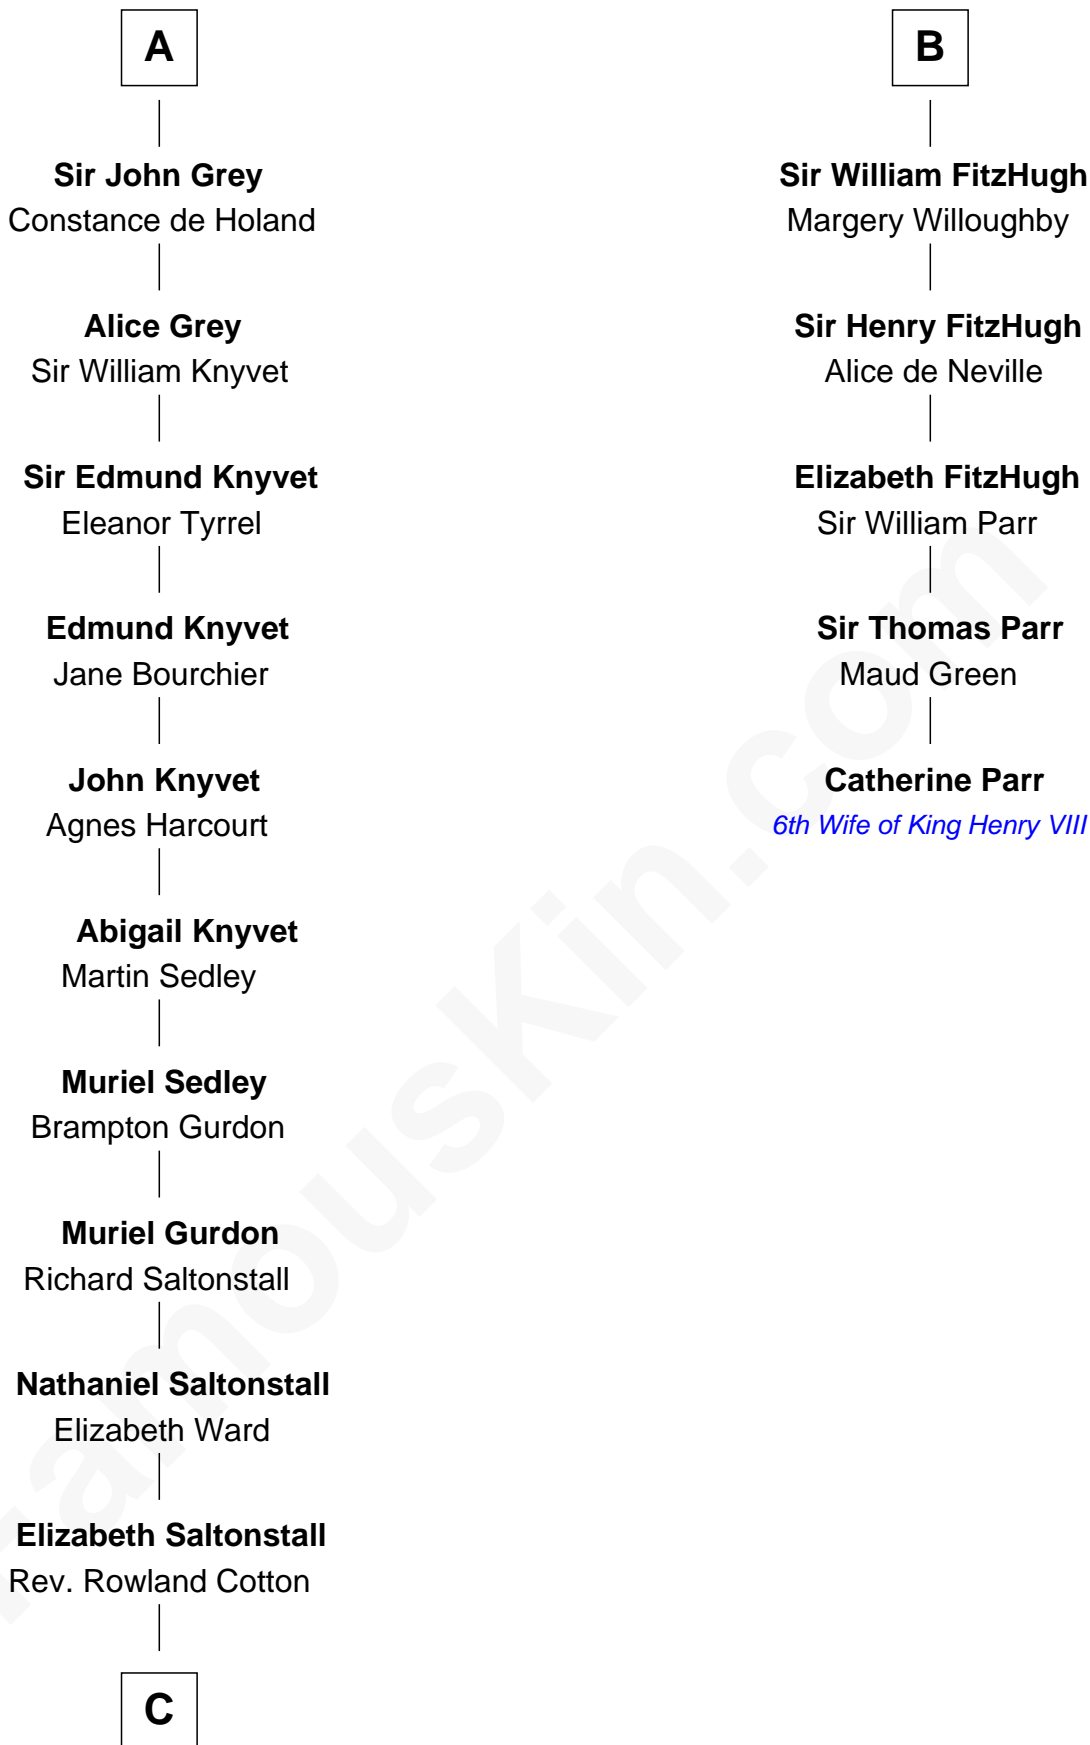 A
Sir John Grey
Constance de Holand
Alice Grey
Sir William Knyvet
Sir Edmund Knyvet
Eleanor Tyrrel
Edmund Knyvet
Jane Bourchier
John Knyvet
Agnes Harcourt
Abigail Knyvet
Martin Sedley
Muriel Sedley
Brampton Gurdon
Muriel Gurdon
Richard Saltonstall
Nathaniel Saltonstall
Elizabeth Ward
Elizabeth Saltonstall
Rev. Rowland Cotton
C
B
Sir William FitzHugh
Margery Willoughby
Sir Henry FitzHugh
Alice de Neville
Elizabeth FitzHugh
Sir William Parr
Sir Thomas Parr
Maud Green
Catherine Parr
6th Wife of King Henry VIII
FamousKin.com